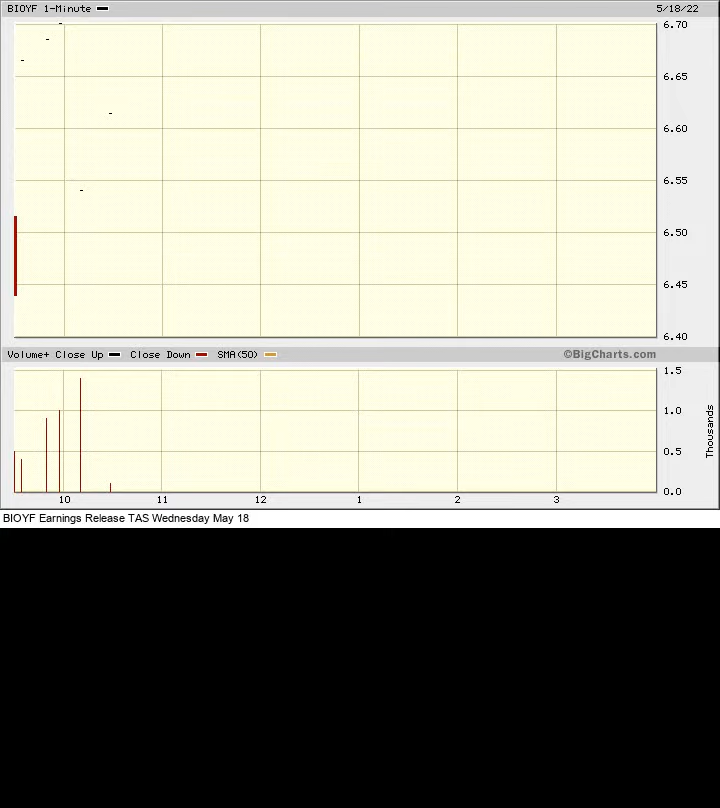 BIOYF 1-Minute 5/18/22
6.70
6.65
6.60
6.55
6.50
6.45
6.40
Volume+ Close Up Close Down SMA(50) ©BigCharts.com
1.5
1.0
0.5
0.0
Thousands
10 11 12 1 2 3
BIOYF Earnings Release TAS Wednesday May 18